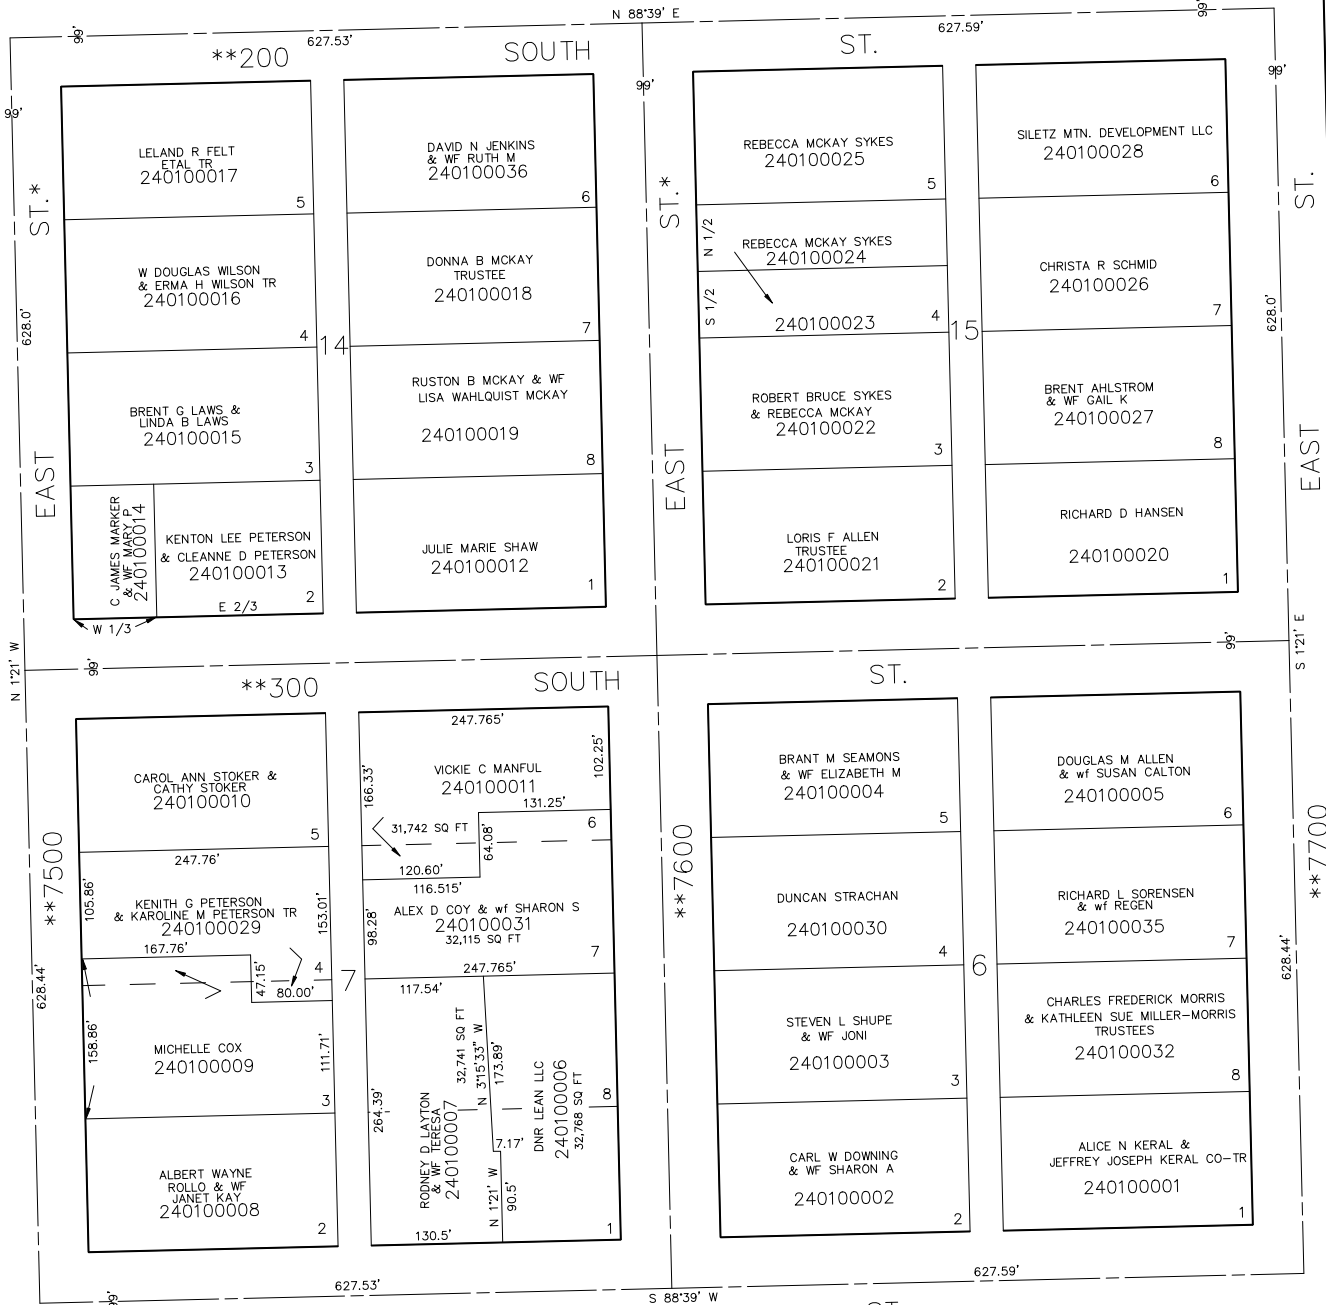 N 88°39' E
99'
627.53'
627.59'
99'
**200
SOUTH
ST.
99'
99'
99'
LELAND R FELT
ETAL TR
240100017
5
DAVID N JENKINS
& WF RUTH M
240100036
6
REBECCA MCKAY SYKES
240100025
5
SILETZ MTN. DEVELOPMENT LLC
240100028
6
ST.*
ST.*
ST.
W DOUGLAS WILSON
& ERMA H WILSON TR
240100016
4
DONNA B MCKAY
TRUSTEE
240100018
7
N 1/2
REBECCA MCKAY SYKES
240100024
S 1/2
240100023
4
CHRISTA R SCHMID
240100026
7
628.0'
14
15
628.0'
BRENT G LAWS &
LINDA B LAWS
240100015
3
RUSTON B MCKAY & WF
LISA WAHLQUIST MCKAY
240100019
8
ROBERT BRUCE SYKES
& REBECCA MCKAY
240100022
3
BRENT AHLSTROM
& WF GAIL K
240100027
8
EAST
EAST
EAST
C JAMES MARKER
& WF MARY P
240100014
KENTON LEE PETERSON
& CLEANNE D PETERSON
240100013
2
E 2/3
W 1/3
JULIE MARIE SHAW
240100012
1
LORIS F ALLEN
TRUSTEE
240100021
2
RICHARD D HANSEN
240100020
1
N 1°21' W
99'
99'
S 1°21' E
**300
SOUTH
ST.
CAROL ANN STOKER &
CATHY STOKER
240100010
5
247.765'
166.33'
VICKIE C MANFUL
240100011
102.25'
131.25'
31,742 SQ FT
64.08'
6
120.60'
BRANT M SEAMONS
& WF ELIZABETH M
240100004
5
DOUGLAS M ALLEN
& wf SUSAN CALTON
240100005
6
**7500
**7600
**7700
247.76'
105.86'
KENITH G PETERSON
& KAROLINE M PETERSON TR
240100029
153.01'
167.76'
47.15'
4
80.00'
116.515'
98.28'
ALEX D COY & wf SHARON S
240100031
32,115 SQ FT
7
247.765'
DUNCAN STRACHAN
240100030
4
RICHARD L SORENSEN
& wf REGEN
240100035
7
628.44'
7
6
628.44'
158.86'
MICHELLE COX
240100009
111.71'
3
117.54'
264.39'
RODNEY D LAYTON
& WF TERESA
240100007
32,741 SQ FT
N 3°15'33" W
173.89'
7.17'
N 1°21' W
90.5'
130.5'
DNR LEAN LLC
240100006
32,768 SQ FT
8
1
STEVEN L SHUPE
& WF JONI
240100003
3
CHARLES FREDERICK MORRIS
& KATHLEEN SUE MILLER-MORRIS
TRUSTEES
240100032
8
ALBERT WAYNE
ROLLO & WF
JANET KAY
240100008
2
CARL W DOWNING
& WF SHARON A
240100002
2
ALICE N KERAL &
JEFFREY JOSEPH KERAL CO-TR
240100001
1
99'
627.53'
S 88°39' W
627.59'